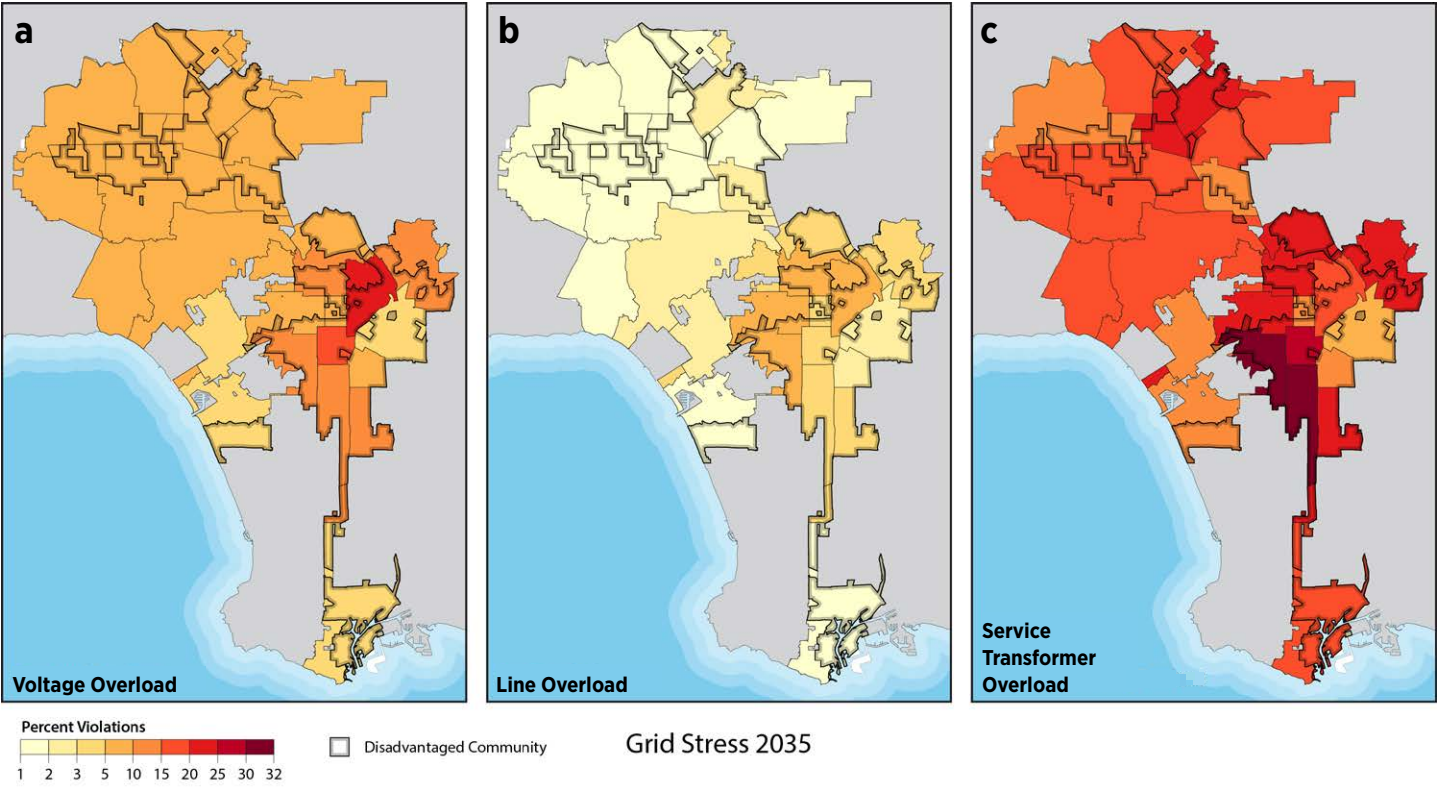 a
b
c
Voltage Overload
Line Overload
Service
Transformer
Overload
Percent Violations
1 2 3 5 10 15 20 25 30 32
Disadvantaged Community
Grid Stress 2035